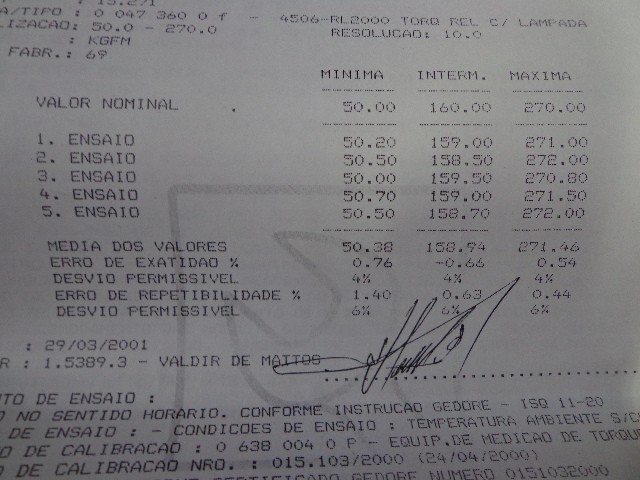 15.271
A/TIPO : 0 047 360 0 f - 4506-RL2000 TORQ REL C/ LAMPADA
LIZACAO: 50.0 - 270.0 RESOLUCAO: 10.0
: KGFM
FABR.: 69
MINIMA INTERM. MAXIMA
VALOR NOMINAL 50.00 160.00 270.00
1. ENSAIO 50.20 159.00 271.00
2. ENSAIO 50.50 158.50 272.00
3. ENSAIO 50.00 159.50 270.80
4. ENSAIO 50.70 159.00 271.50
5. ENSAIO 50.50 158.70 272.00
MEDIA DOS VALORES 50.38 158.94 271.46
ERRO DE EXATIDAO % 0.76 -0.66 0.54
DESVIO PERMISSIVEL 4% 4% 4%
ERRO DE REPETIBILIDADE % 1.40 0.63 0.44
DESVIO PERMISSIVEL 6% 6% 6%
: 29/03/2001
R : 1.5389.3 - VALDIR DE MATTOS
TO DE ENSAIO :
O NO SENTIDO HORARIO. CONFORME INSTRUCAO GEDORE - ISQ 11-20
DE ENSAIO : - CONDICOES DE ENSAIO : TEMPERATURA AMBIENTE S/C
O DE CALIBRACAO : 0 638 004 0 P - EQUIP.DE MEDICAO DE TORQU
O DE CALIBRACAO NRO. : 015.103/2000 (24/04/2000)
CERTIFICADO GEDORE NUMERO 0151032000